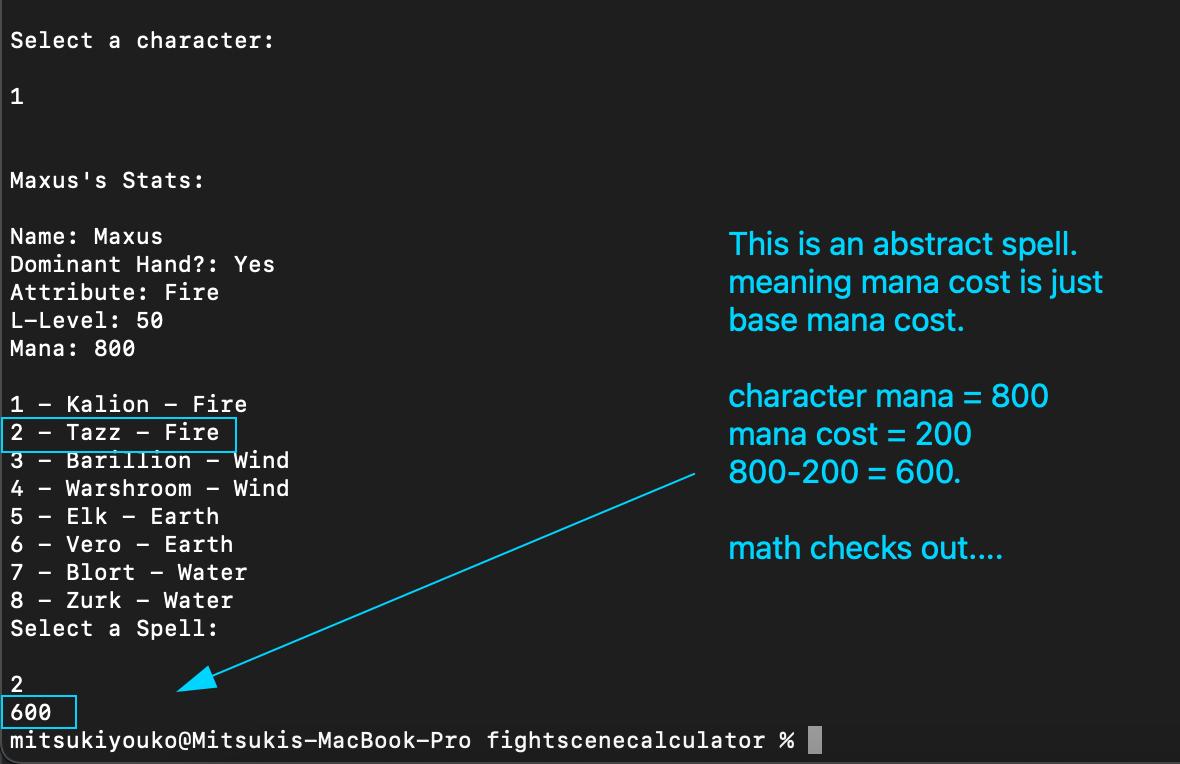 Select a character:
1
Maxus's Stats:
Name: Maxus
Dominant Hand?: Yes
Attribute: Fire
L-Level: 50
Mana: 800
1 - Kalion - Fire
2 - Tazz - Fire
3 - Barillion - Wind
4 - Warshroom - Wind
5 - Elk - Earth
6 - Vero - Earth
7 - Blort - Water
8 - Zurk - Water
Select a Spell:
2
600
mitsukiyouko@Mitsukis-MacBook-Pro fightscenecalculator %
This is an abstract spell.
meaning mana cost is just
base mana cost.
character mana = 800
mana cost = 200
800-200 = 600.
math checks out....